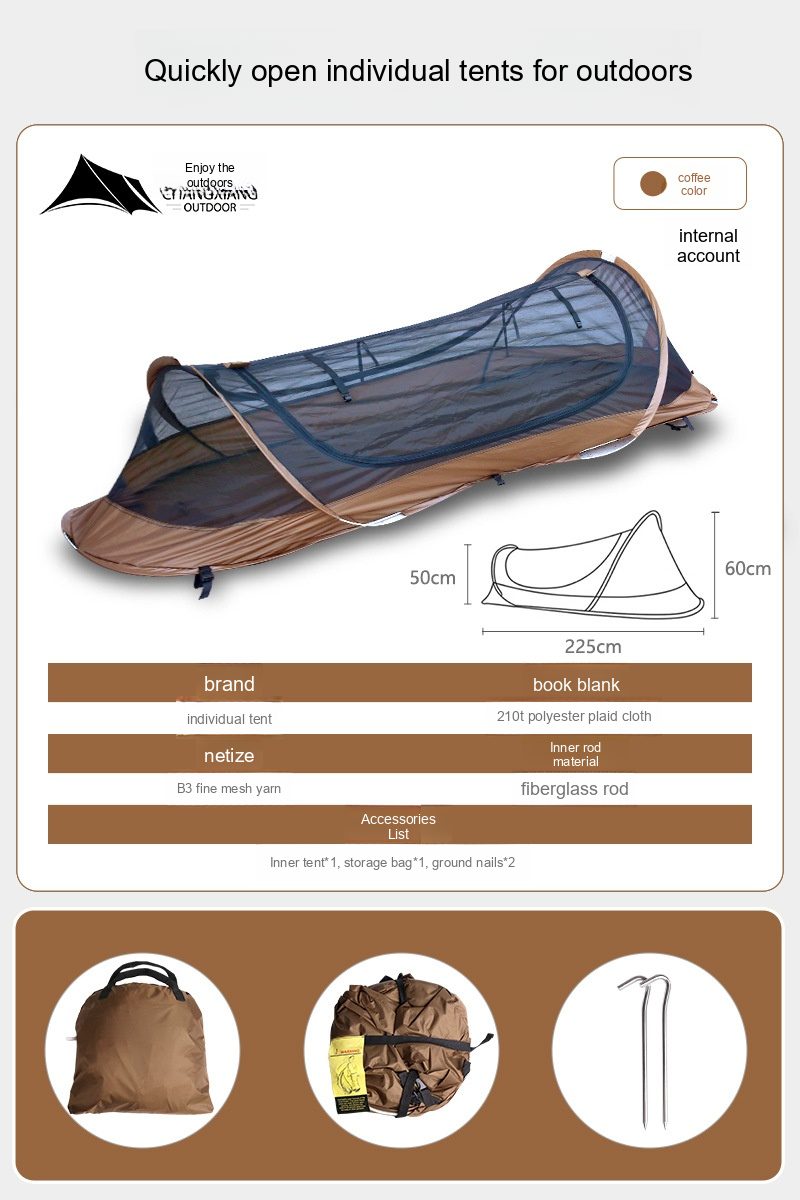 Quickly open individual tents for outdoors
Enjoy the
outdoors
OUTDOOR
coffee
color
internal
account
50cm
60cm
225cm
brand
book blank
individual tent
210t polyester plaid cloth
netize
Inner rod
material
B3 fine mesh yarn
fiberglass rod
Accessories
List
Inner tent*1, storage bag*1, ground nails*2
WARNING